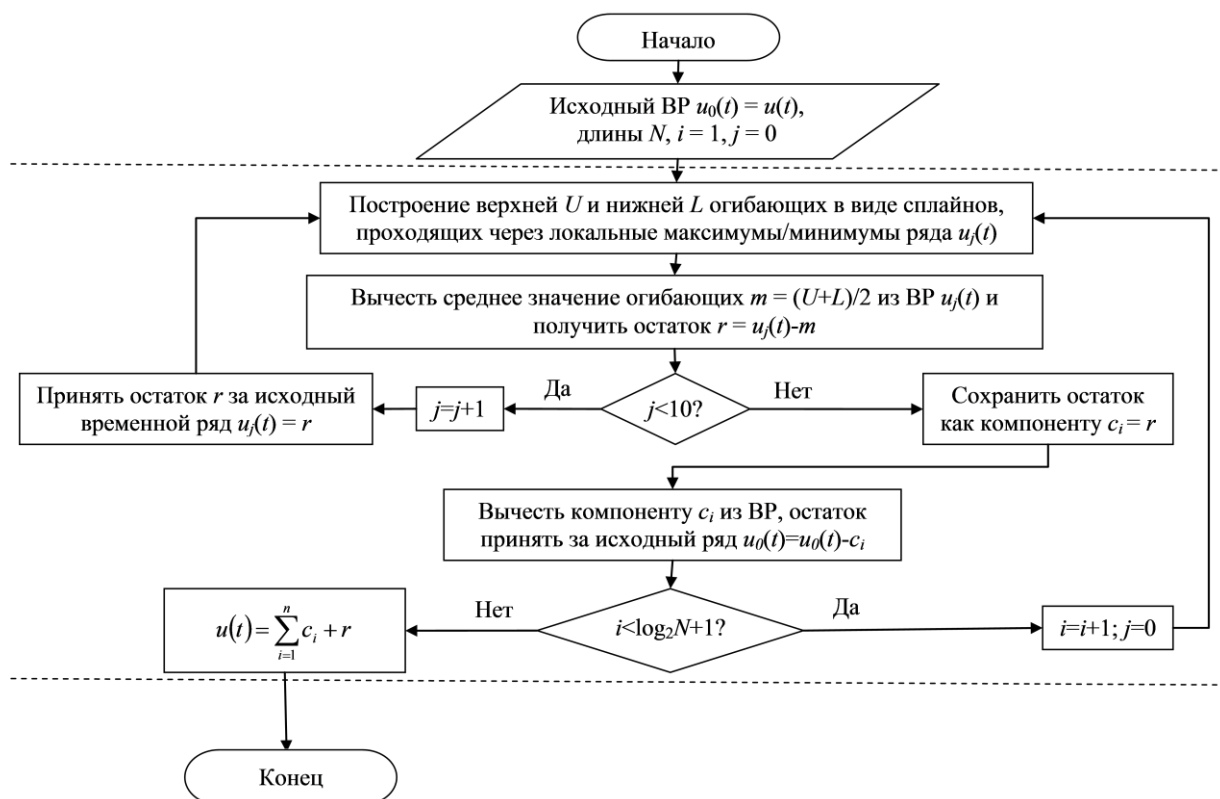 Начало
Исходный ВР u₀(t) = u(t),
длины N, i = 1, j = 0
Построение верхней U и нижней L огибающих в виде сплайнов,
проходящих через локальные максимумы/минимумы ряда uⱼ(t)
Вычесть среднее значение огибающих m = (U+L)/2 из ВР uⱼ(t) и
получить остаток r = uⱼ(t)-m
Принять остаток r за исходный
временной ряд uⱼ(t) = r
j=j+1
Да
j<10?
Нет
Сохранить остаток
как компоненту cᵢ = r
Вычесть компоненту cᵢ из ВР, остаток
принять за исходный ряд u₀(t)=u₀(t)-cᵢ
u(t) = ∑ⁿᵢ₌₁ cᵢ + r
Нет
i<log₂N+1?
Да
i=i+1; j=0
Конец